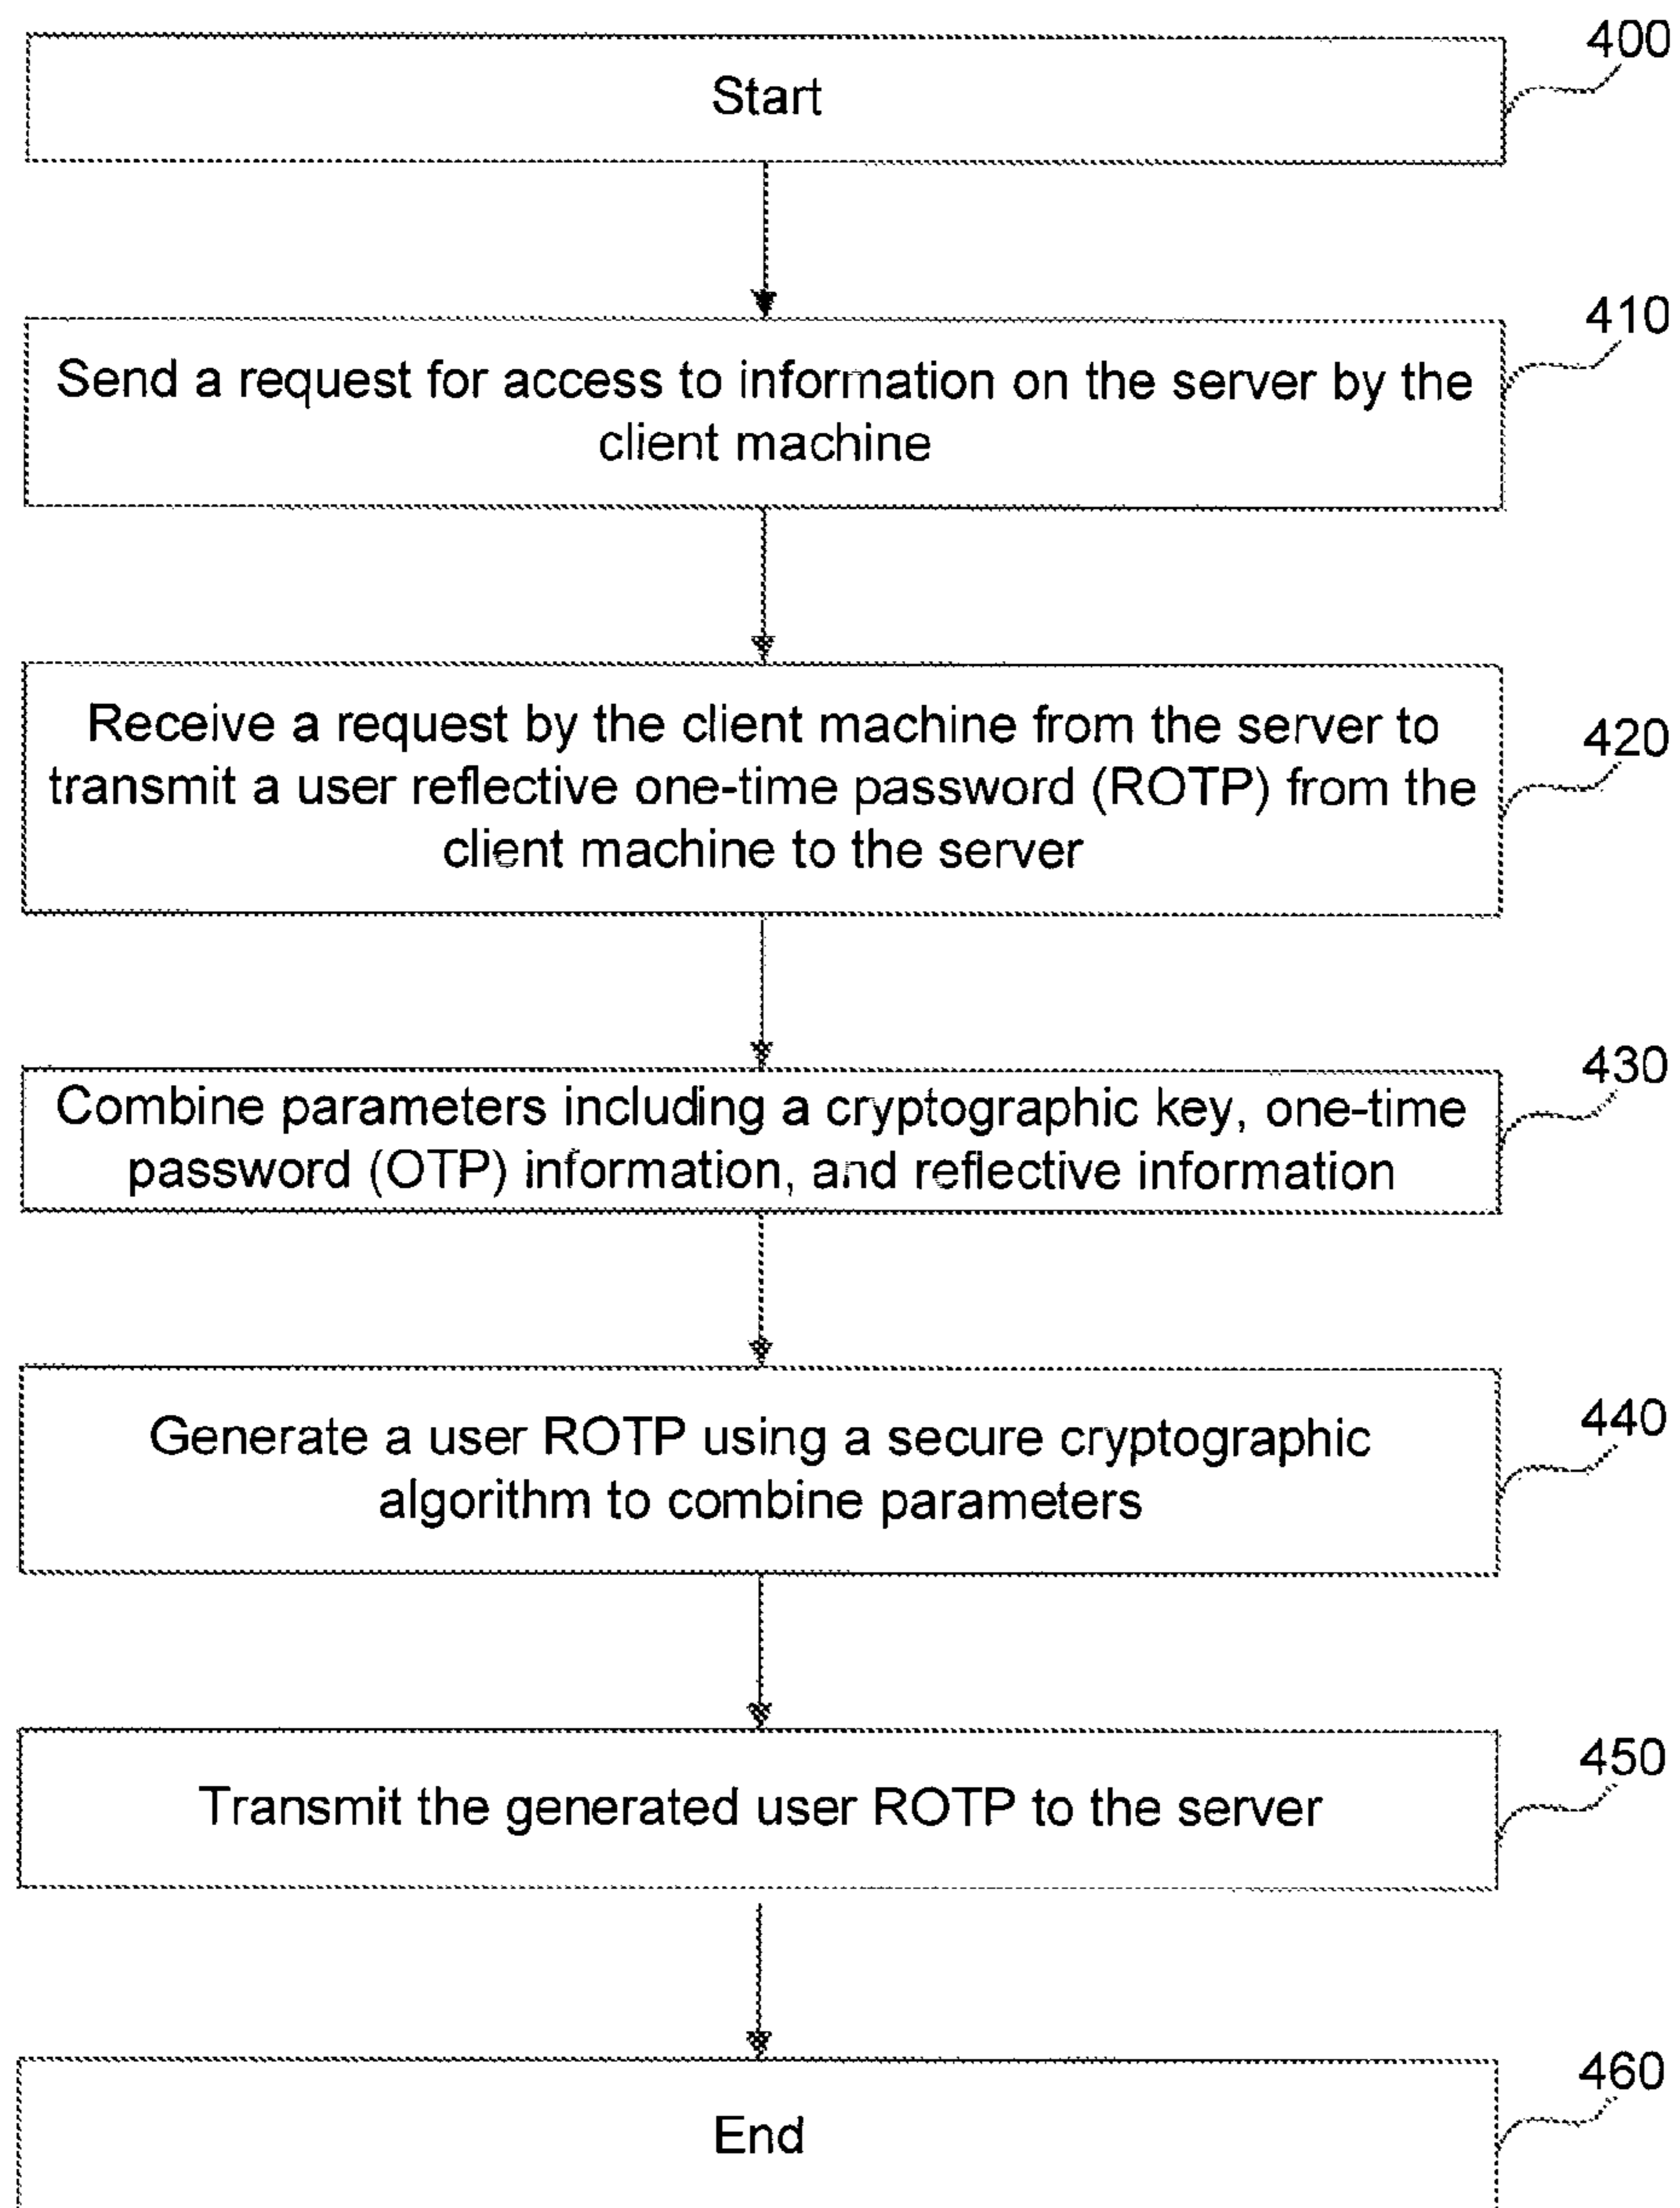 400
Start
410
Send a request for access to information on the server by the
client machine
Receive a request by the client machine from the server to
420
transmit a user reflective one-time password (ROTP) from the
client machine to the server
430
Combine parameters including a cryptographic key, one-time
password (OTP) information, and reflective information
440
Generate a user ROTP using a secure cryptographic
algorithm to combine parameters
450
Transmit the generated user ROTP to the server
460
End